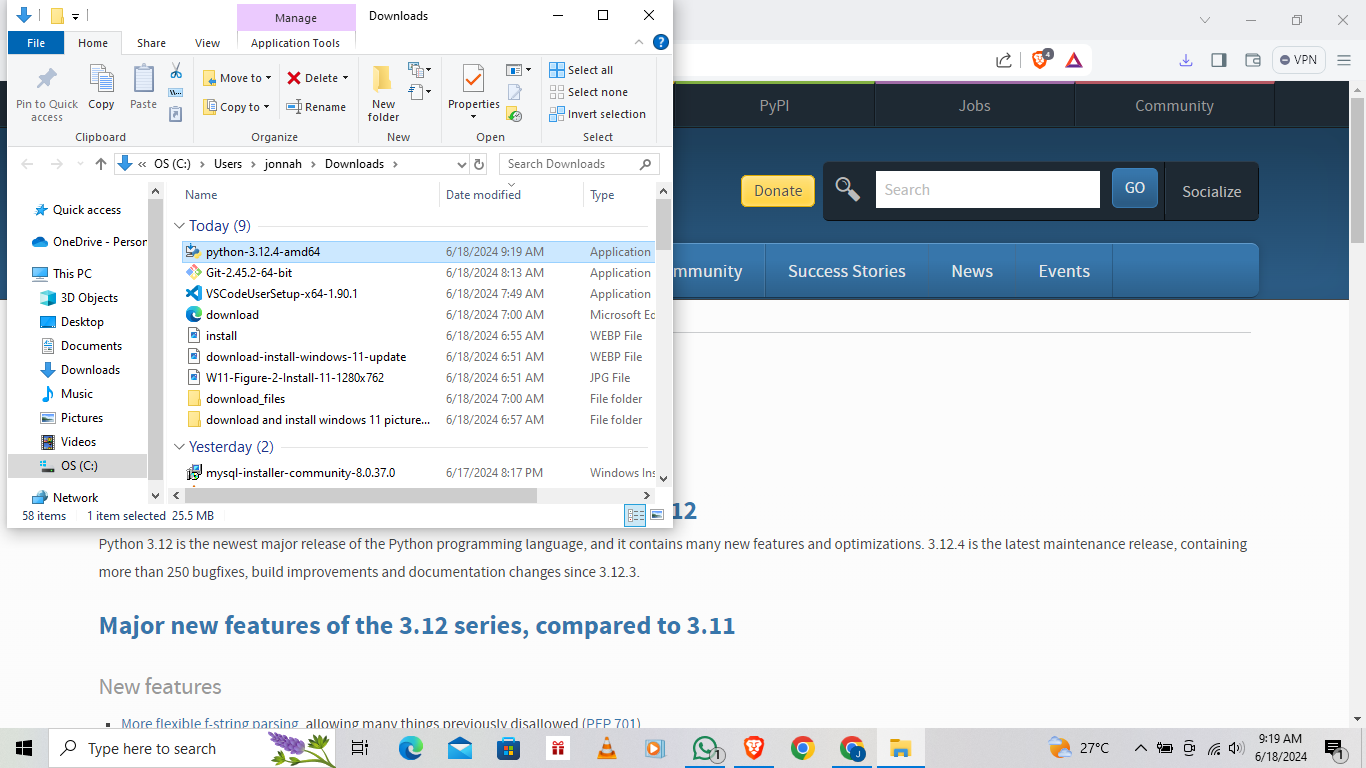 Manage
Downloads
File
Home
Share
View
Application Tools
Pin to Quick access
Copy
Paste
Clipboard
Move to
Copy to
Delete
Rename
Organize
New folder
New
Properties
Open
Select all
Select none
Invert selection
Select
« OS (C:) > Users > jonnah > Downloads >
Search Downloads
Quick access
OneDrive - Person
This PC
3D Objects
Desktop
Documents
Downloads
Music
Pictures
Videos
OS (C:)
Network
Name
Date modified
Type
Today (9)
python-3.12.4-amd64 6/18/2024 9:19 AM Application
Git-2.45.2-64-bit 6/18/2024 8:13 AM Application
VSCodeUserSetup-x64-1.90.1 6/18/2024 7:49 AM Application
download 6/18/2024 7:00 AM Microsoft Ed
install 6/18/2024 6:55 AM WEBP File
download-install-windows-11-update 6/18/2024 6:51 AM WEBP File
W11-Figure-2-Install-11-1280x762 6/18/2024 6:51 AM JPG File
download_files 6/18/2024 7:00 AM File folder
download and install windows 11 picture... 6/18/2024 6:57 AM File folder
Yesterday (2)
mysql-installer-community-8.0.37.0 6/17/2024 8:17 PM Windows Ins
58 items 1 item selected 25.5 MB
4
VPN
PyPI
Jobs
Community
Donate
Search
GO
Socialize
mmunity
Success Stories
News
Events
12
Python 3.12 is the newest major release of the Python programming language, and it contains many new features and optimizations. 3.12.4 is the latest maintenance release, containing
more than 250 bugfixes, build improvements and documentation changes since 3.12.3.
Major new features of the 3.12 series, compared to 3.11
New features
More flexible f-string parsing, allowing many things previously disallowed (PEP 701)
Type here to search
1
J
27°C
9:19 AM
6/18/2024
1